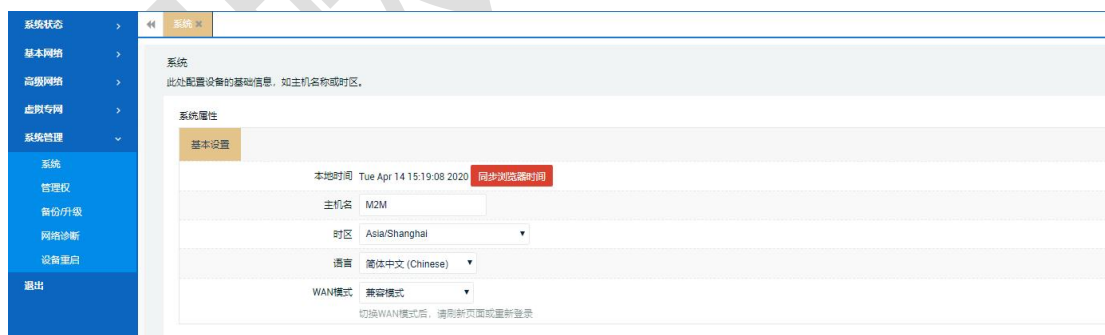 系统状态
基本网络
高级网络
虚拟专网
系统管理
系统
管理权
备份/升级
网络诊断
设备重启
退出
系统
系统
此处配置设备的基础信息,如主机名称或时区。
系统属性
基本设置
本地时间 Tue Apr 14 15:19:08 2020 同步浏览器时间
主机名 M2M
时区 Asia/Shanghai
语言 简体中文 (Chinese)
WAN模式 兼容模式
切换WAN模式后，请刷新页面或重新登录